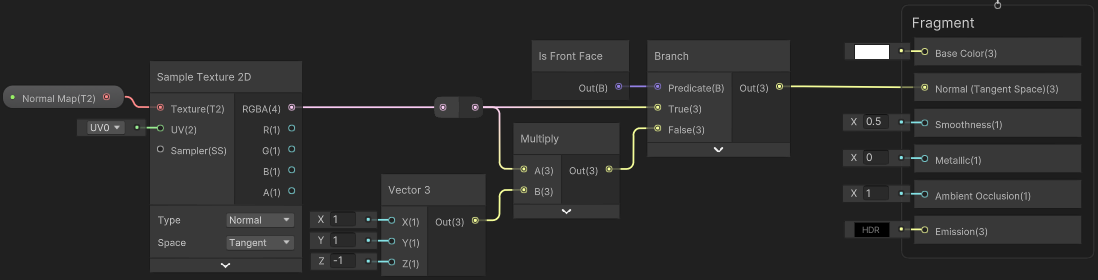 Normal Map(T2)
Sample Texture 2D
Texture(T2)
RGBA(4)
UV0
UV(2)
R(1)
Sampler(SS)
G(1)
B(1)
A(1)
Type
Normal
Space
Tangent
Vector 3
X 1
X(1)
Out(3)
Y 1
Y(1)
Z -1
Z(1)
Multiply
A(3)
Out(3)
B(3)
Is Front Face
Out(B)
Branch
Predicate(B)
Out(3)
True(3)
False(3)
Fragment
Base Color(3)
Normal (Tangent Space)(3)
X 0.5
Smoothness(1)
X 0
Metallic(1)
X 1
Ambient Occlusion(1)
HDR
Emission(3)